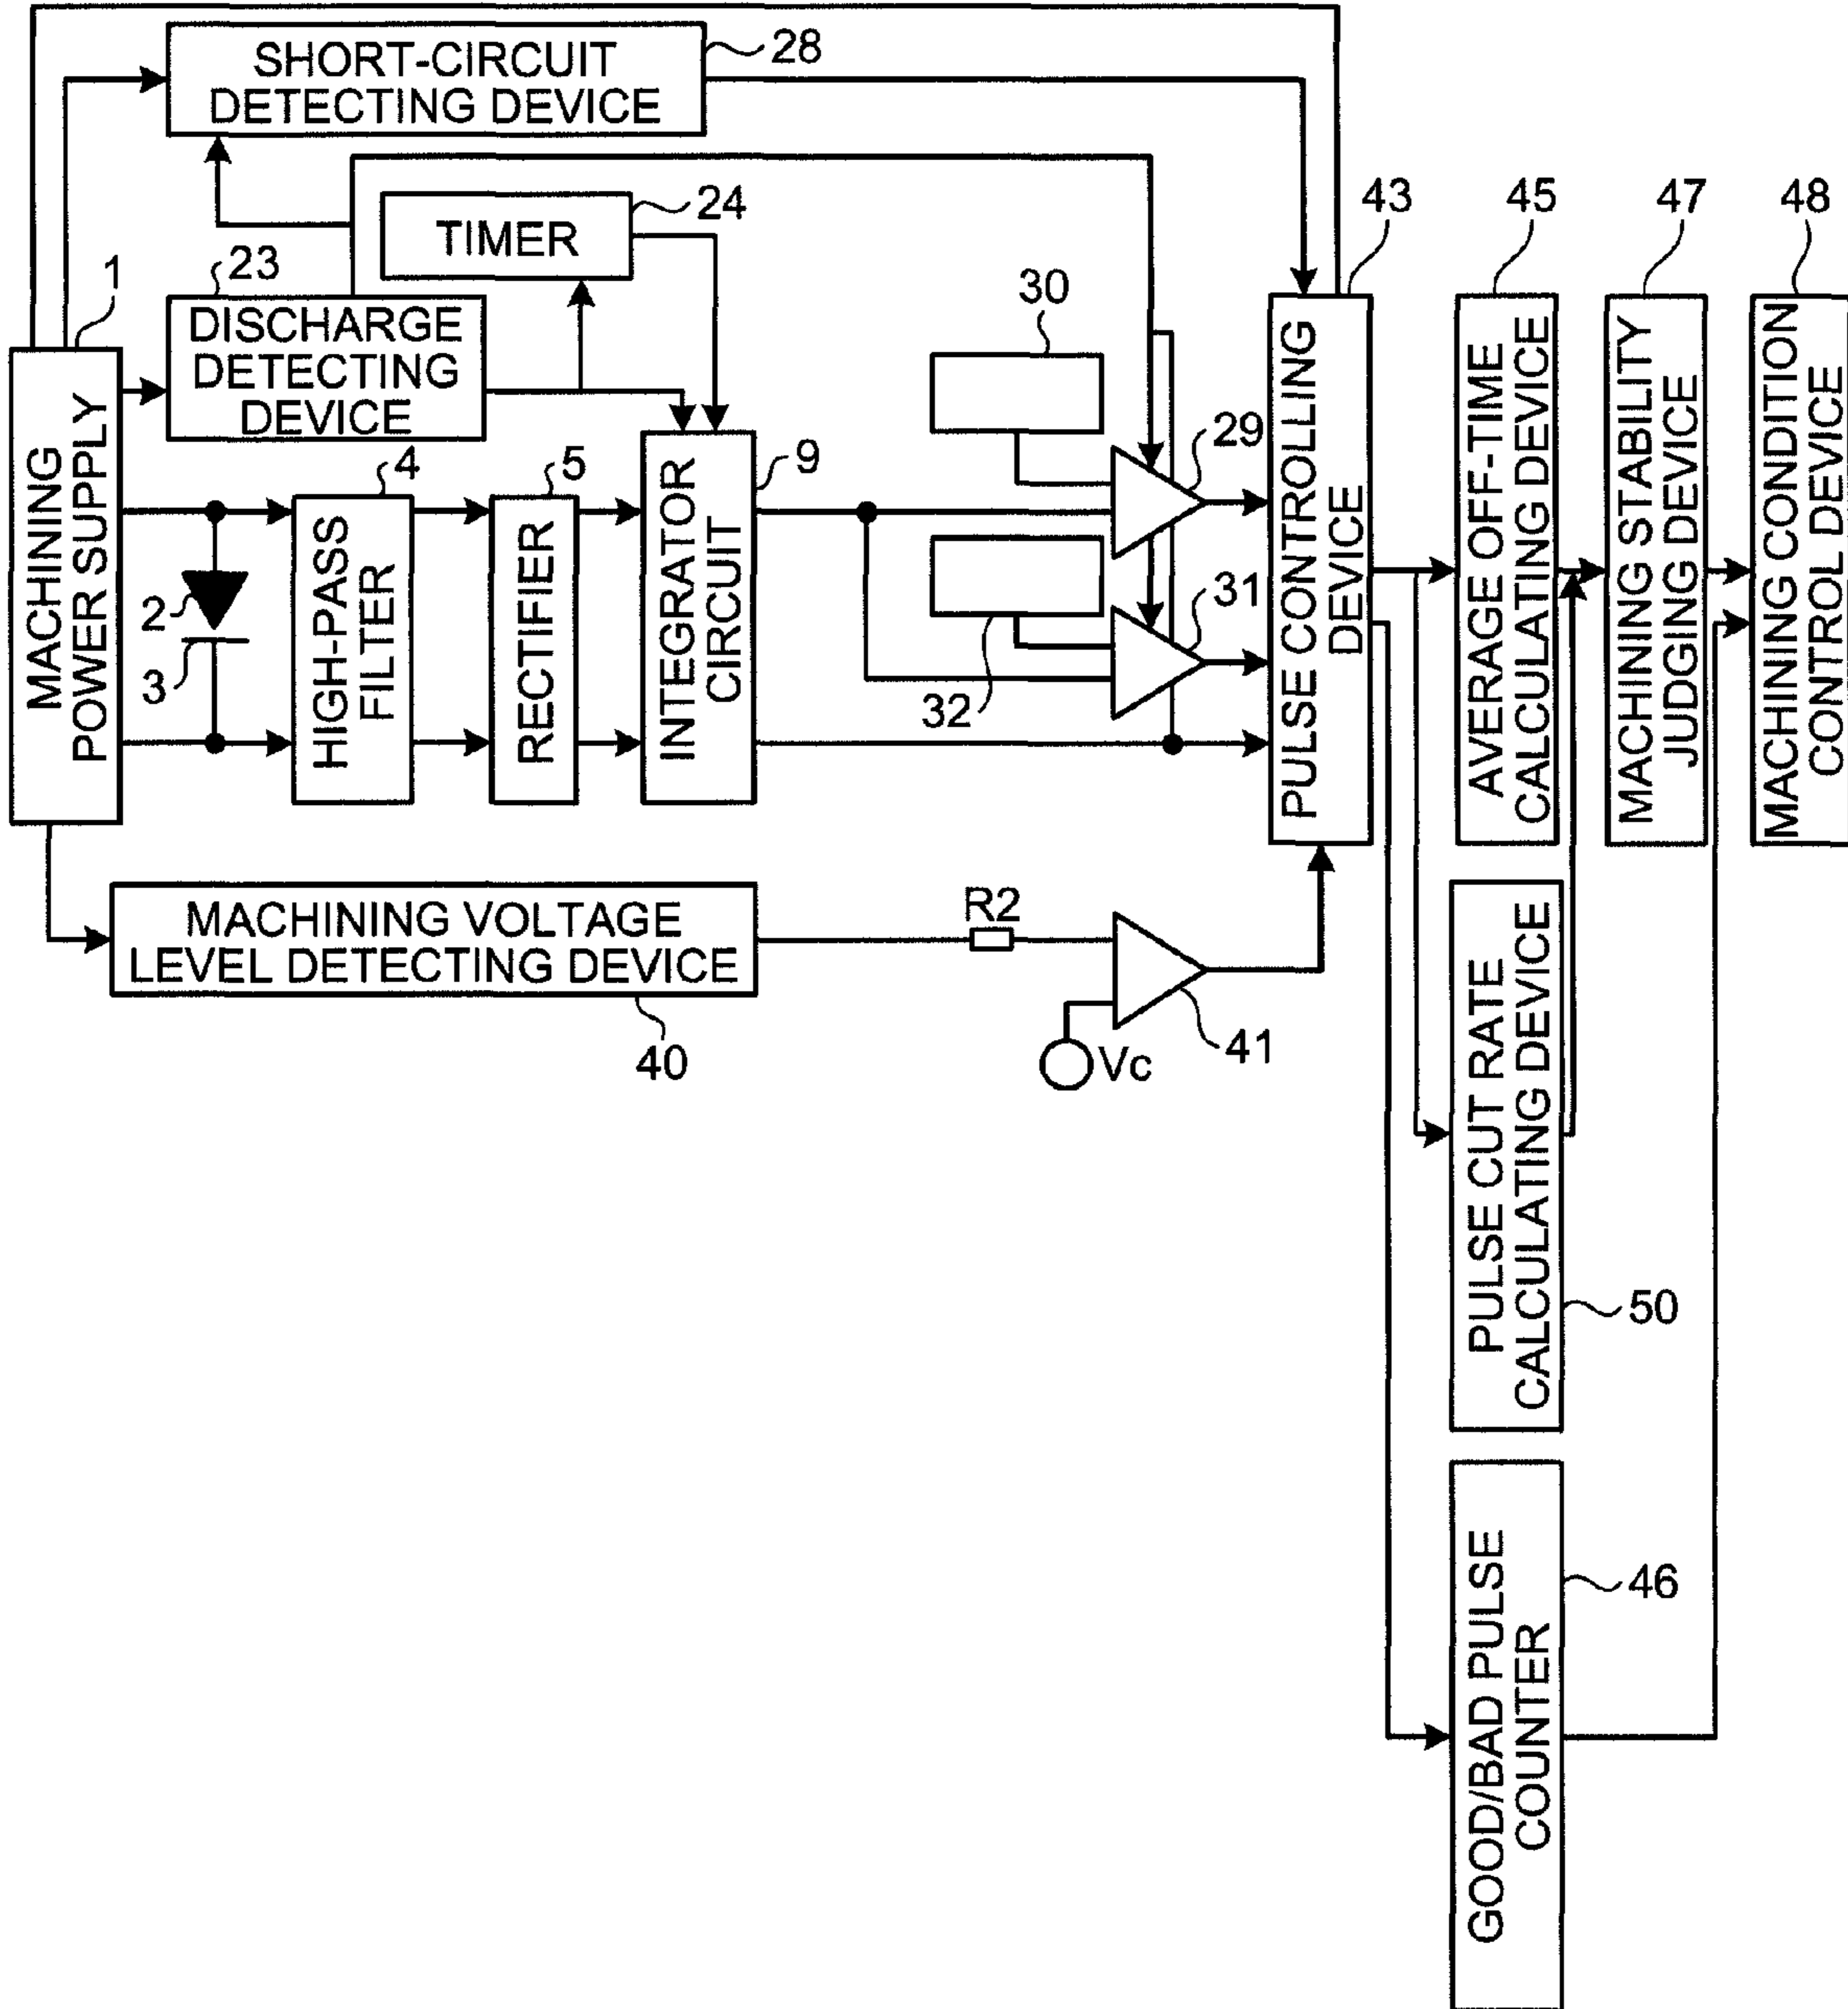 SHORT-CIRCUIT
DETECTING DEVICE
28
TIMER
24
1
23
DISCHARGE
DETECTING
DEVICE
MACHINING
POWER SUPPLY
2
3
4
HIGH-PASS
FILTER
5
RECTIFIER
9
INTEGRATOR
CIRCUIT
30
29
32
31
43
PULSE CONTROLLING
DEVICE
45
AVERAGE OFF-TIME
CALCULATING DEVICE
47
MACHINING STABILITY
JUDGING DEVICE
48
MACHINING CONDITION
CONTROL DEVICE
MACHINING VOLTAGE
LEVEL DETECTING DEVICE
40
R2
41
Vc
PULSE CUT RATE
CALCULATING DEVICE
50
GOOD/BAD PULSE
COUNTER
46